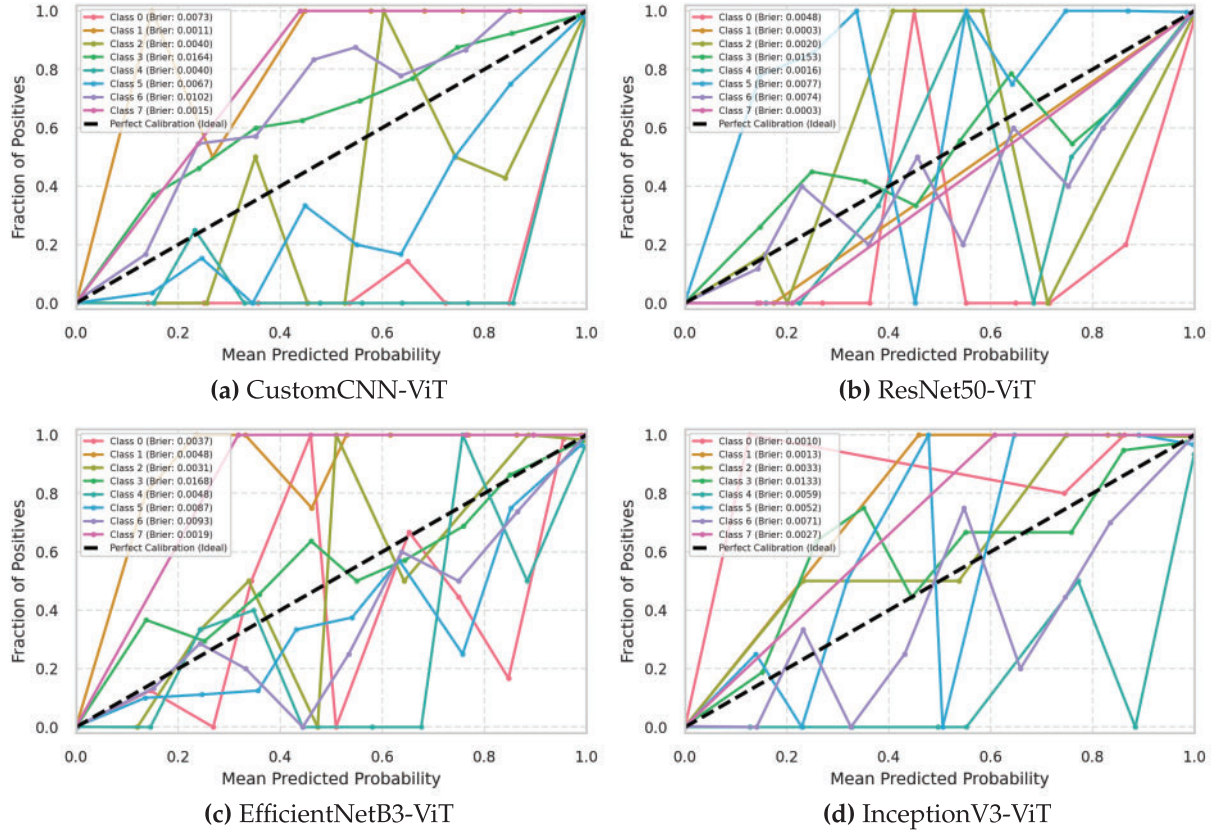 Fraction of Positives
1.0
0.8
0.6
0.4
0.2
0.0
Class 0 (Brier: 0.0073)
Class 1 (Brier: 0.0011)
Class 2 (Brier: 0.0040)
Class 3 (Brier: 0.0164)
Class 4 (Brier: 0.0040)
Class 5 (Brier: 0.0067)
Class 6 (Brier: 0.0102)
Class 7 (Brier: 0.0015)
Perfect Calibration (Ideal)
0.0 0.2 0.4 0.6 0.8 1.0
Mean Predicted Probability
(a) CustomCNN-ViT
Fraction of Positives
1.0
0.8
0.6
0.4
0.2
0.0
Class 0 (Brier: 0.0048)
Class 1 (Brier: 0.0003)
Class 2 (Brier: 0.0020)
Class 3 (Brier: 0.0153)
Class 4 (Brier: 0.0016)
Class 5 (Brier: 0.0077)
Class 6 (Brier: 0.0074)
Class 7 (Brier: 0.0003)
Perfect Calibration (Ideal)
0.0 0.2 0.4 0.6 0.8 1.0
Mean Predicted Probability
(b) ResNet50-ViT
Fraction of Positives
1.0
0.8
0.6
0.4
0.2
0.0
Class 0 (Brier: 0.0037)
Class 1 (Brier: 0.0048)
Class 2 (Brier: 0.0031)
Class 3 (Brier: 0.0168)
Class 4 (Brier: 0.0048)
Class 5 (Brier: 0.0087)
Class 6 (Brier: 0.0093)
Class 7 (Brier: 0.0019)
Perfect Calibration (Ideal)
0.0 0.2 0.4 0.6 0.8 1.0
Mean Predicted Probability
(c) EfficientNetB3-ViT
Fraction of Positives
1.0
0.8
0.6
0.4
0.2
0.0
Class 0 (Brier: 0.0010)
Class 1 (Brier: 0.0013)
Class 2 (Brier: 0.0033)
Class 3 (Brier: 0.0133)
Class 4 (Brier: 0.0059)
Class 5 (Brier: 0.0052)
Class 6 (Brier: 0.0071)
Class 7 (Brier: 0.0027)
Perfect Calibration (Ideal)
0.0 0.2 0.4 0.6 0.8 1.0
Mean Predicted Probability
(d) InceptionV3-ViT